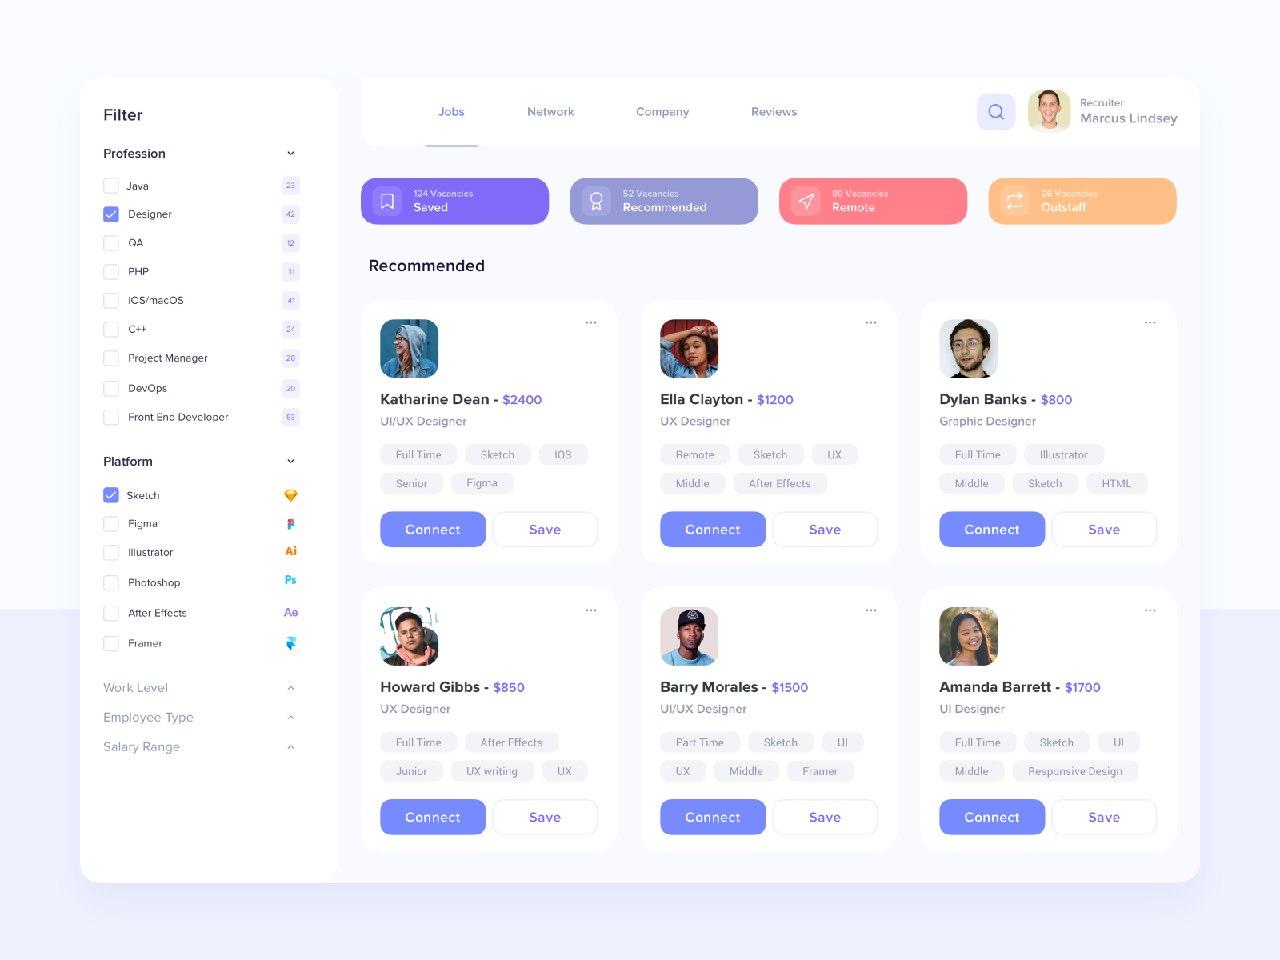 Filter
Profession
Java 23
Designer 42
QA 12
PHP 31
IOS/macOS 41
C++ 24
Project Manager 28
DevOps 20
Front End Developer 53
Platform
Sketch
Figma
Illustrator Ai
Photoshop Ps
After Effects Ae
Framer
Work Level
Employee Type
Salary Range
Jobs Network Company Reviews
Recruiter
Marcus Lindsey
124 Vacancies
Saved
52 Vacancies
Recommended
89 Vacancies
Remote
26 Vacancies
Outstaff
Recommended
Katharine Dean - $2400
UI/UX Designer
Full Time Sketch IOS
Senior Figma
Connect Save
Ella Clayton - $1200
UX Designer
Remote Sketch UX
Middle After Effects
Connect Save
Dylan Banks - $800
Graphic Designer
Full Time Illustrator
Middle Sketch HTML
Connect Save
Howard Gibbs - $850
UX Designer
Full Time After Effects
Junior UX writing UX
Connect Save
Barry Morales - $1500
UI/UX Designer
Part Time Sketch UI
UX Middle Framer
Connect Save
Amanda Barrett - $1700
UI Designer
Full Time Sketch UI
Middle Responsive Design
Connect Save